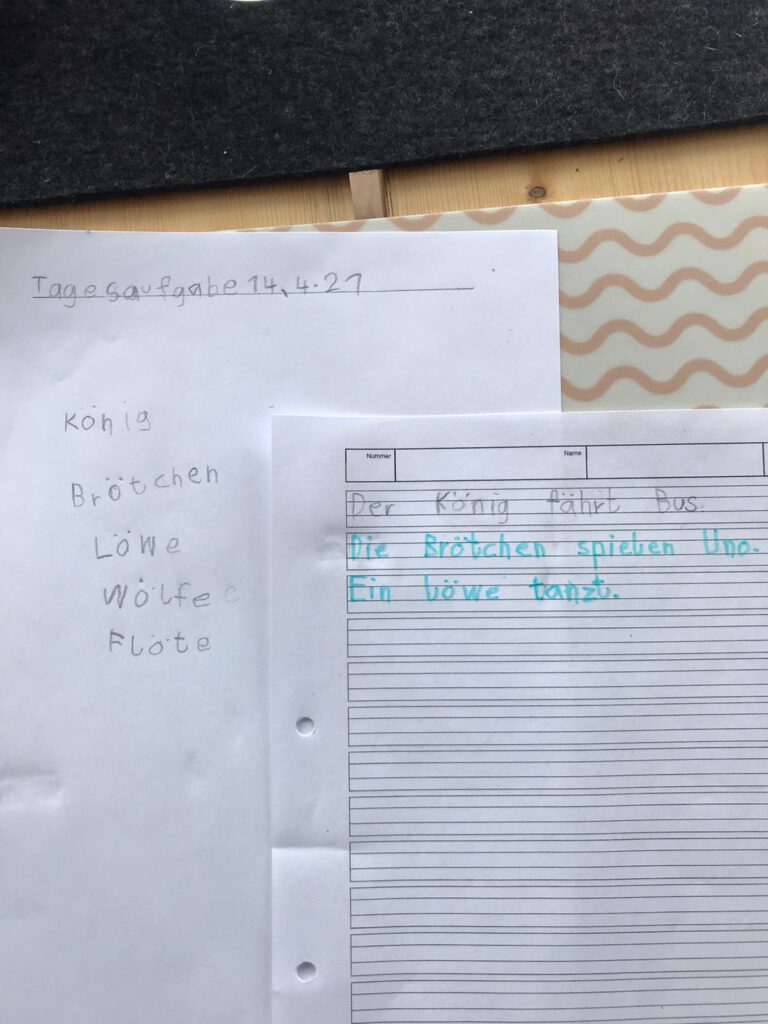 Tagesaufgabe 14.4.21
König
Brötchen
Löwe
Wölfe
Flöte
Nummer Name
Der König fährt Bus.
Die Brötchen spielen Uno.
Ein Löwe tanzt.